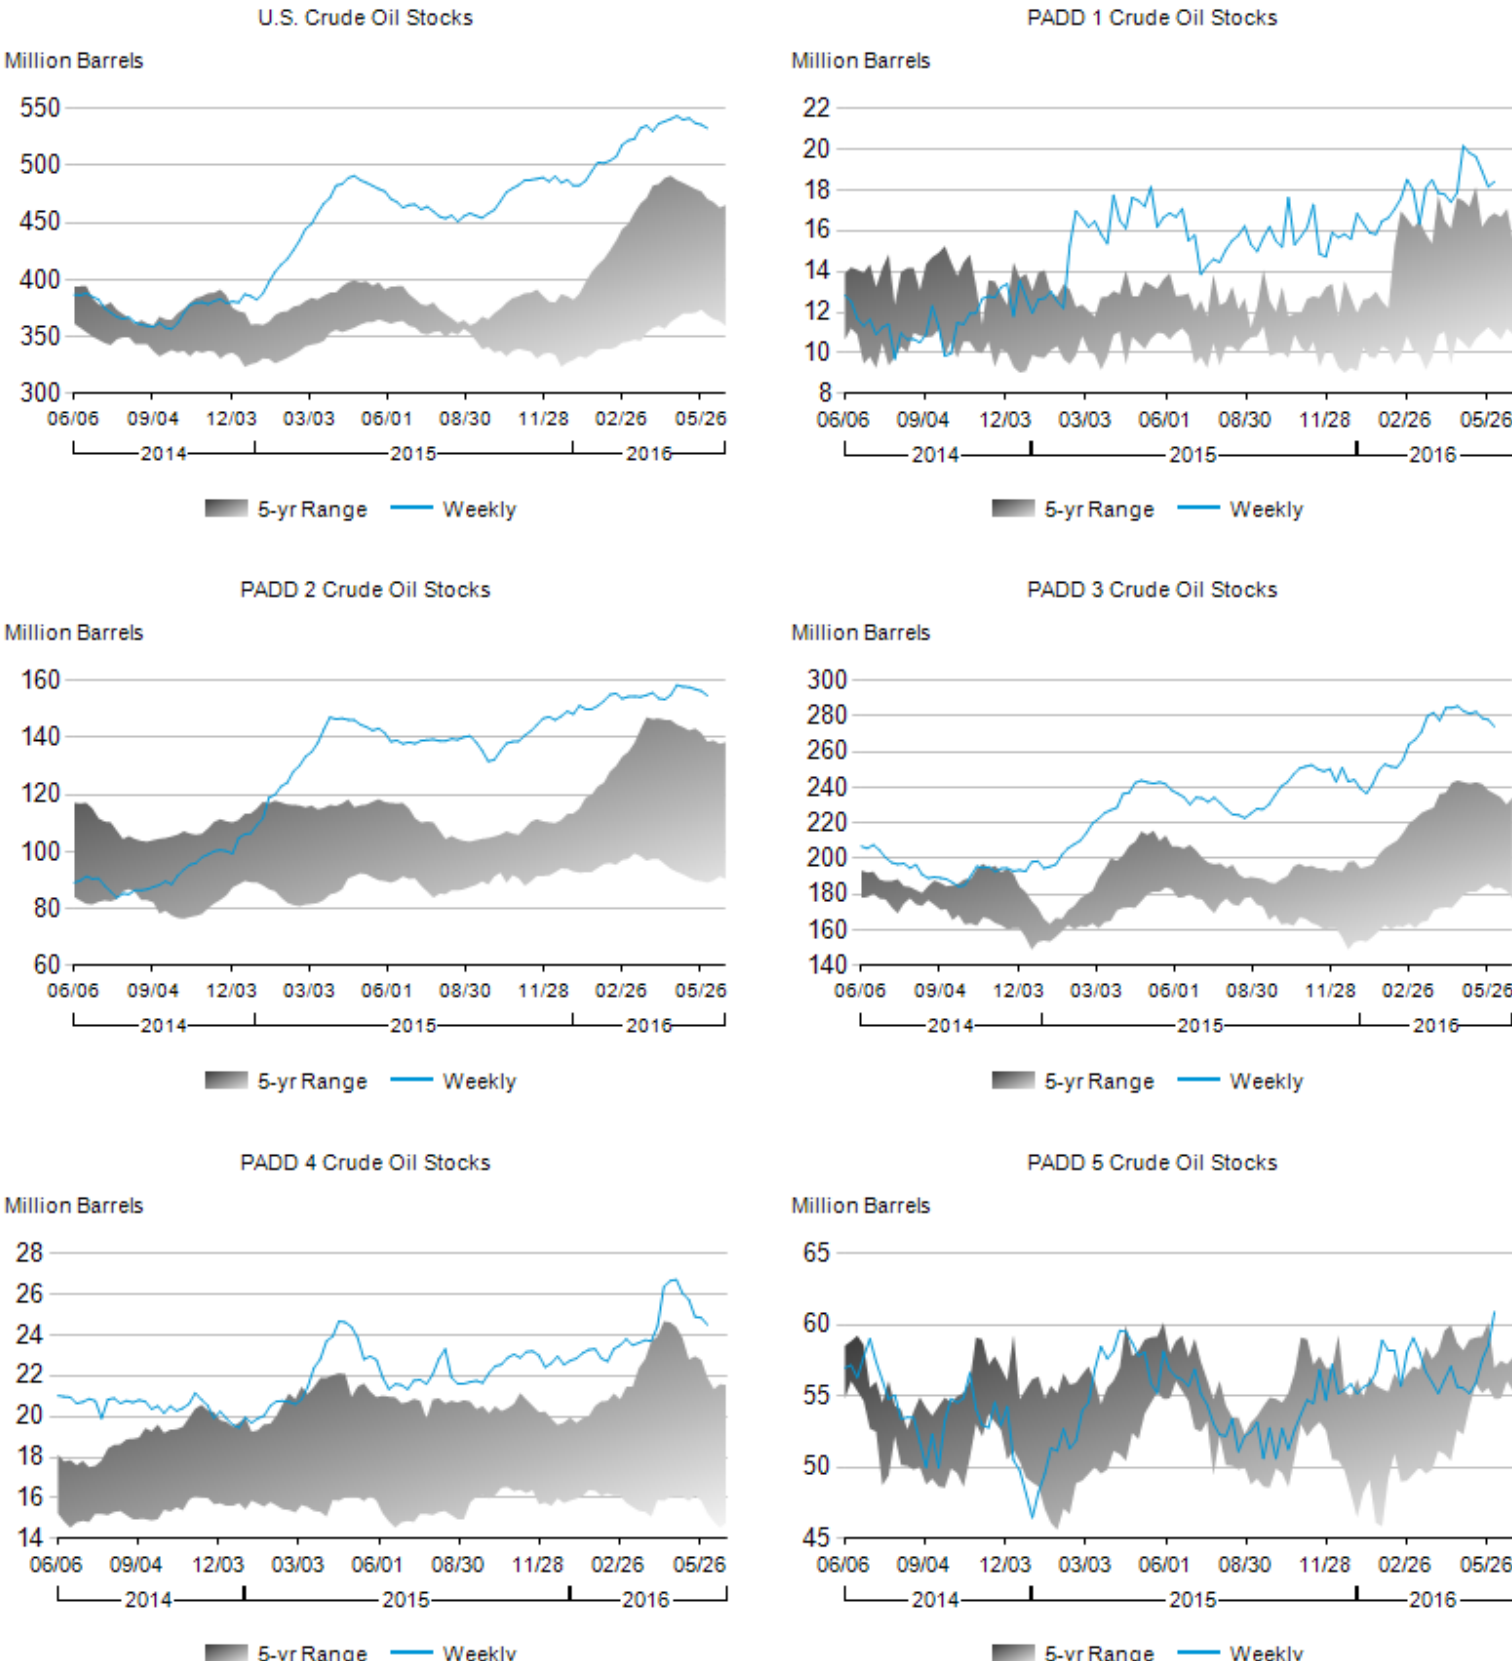 U.S. Crude Oil Stocks
Million Barrels
550
500
450
400
350
300
06/06 09/04 12/03 03/03 06/01 08/30 11/28 02/26 05/26
2014 2015 2016
5-yr Range Weekly
PADD 1 Crude Oil Stocks
Million Barrels
22
20
18
16
14
12
10
8
06/06 09/04 12/03 03/03 06/01 08/30 11/28 02/26 05/26
2014 2015 2016
5-yr Range Weekly
PADD 2 Crude Oil Stocks
Million Barrels
160
140
120
100
80
60
06/06 09/04 12/03 03/03 06/01 08/30 11/28 02/26 05/26
2014 2015 2016
5-yr Range Weekly
PADD 3 Crude Oil Stocks
Million Barrels
300
280
260
240
220
200
180
160
140
06/06 09/04 12/03 03/03 06/01 08/30 11/28 02/26 05/26
2014 2015 2016
5-yr Range Weekly
PADD 4 Crude Oil Stocks
Million Barrels
28
26
24
22
20
18
16
14
06/06 09/04 12/03 03/03 06/01 08/30 11/28 02/26 05/26
2014 2015 2016
5-yr Range Weekly
PADD 5 Crude Oil Stocks
Million Barrels
65
60
55
50
45
06/06 09/04 12/03 03/03 06/01 08/30 11/28 02/26 05/26
2014 2015 2016
5-yr Range Weekly